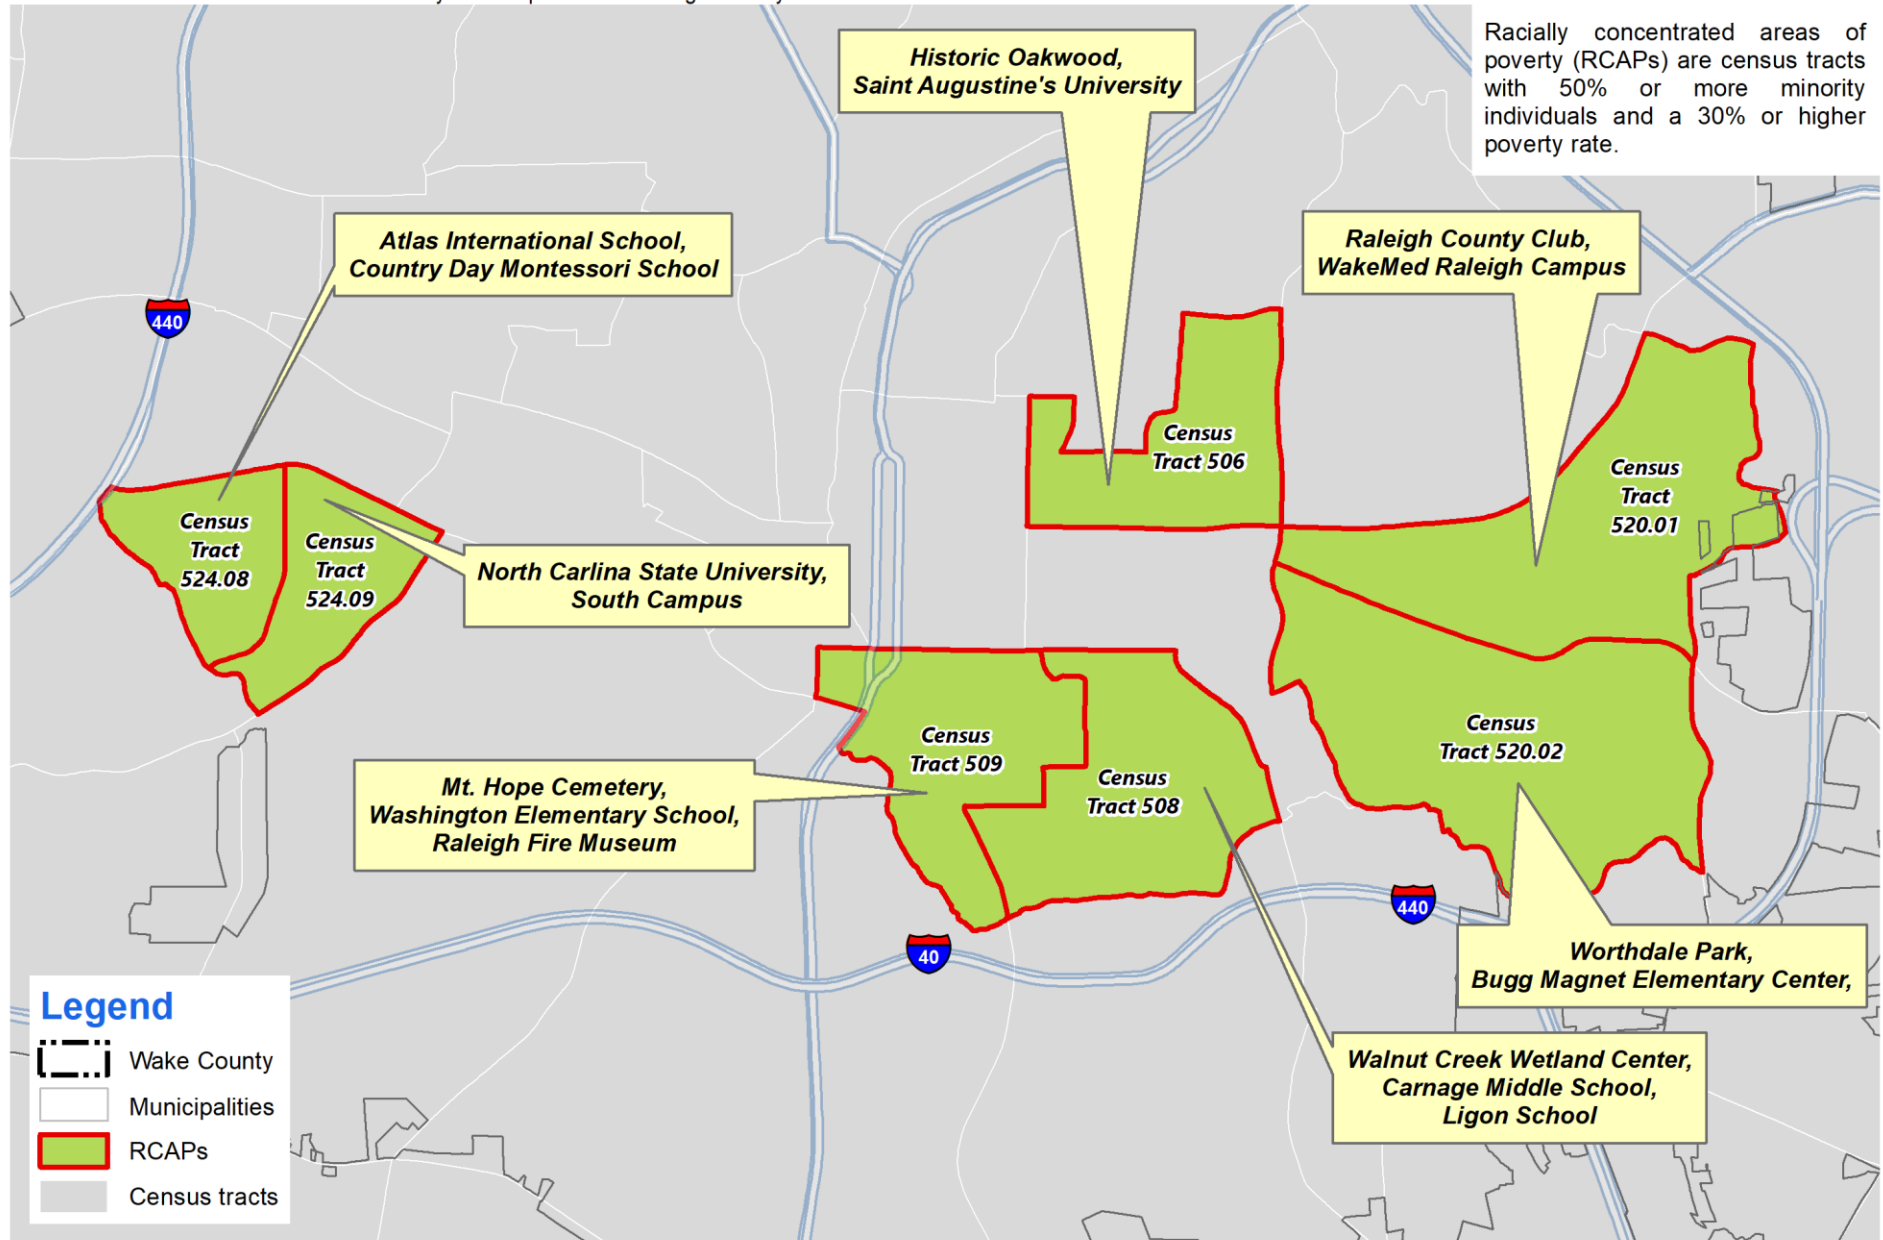 Racially concentrated areas of
poverty (RCAPs) are census tracts
with 50% or more minority
individuals and a 30% or higher
poverty rate.
Historic Oakwood,
Saint Augustine's University
Atlas International School,
Country Day Montessori School
Raleigh County Club,
WakeMed Raleigh Campus
440
Census
Tract 506
Census
Tract
520.01
Census
Tract
524.08
Census
Tract
524.09
North Carlina State University,
South Campus
Census
Tract 509
Census
Tract 508
Census
Tract 520.02
Mt. Hope Cemetery,
Washington Elementary School,
Raleigh Fire Museum
440
40
Worthdale Park,
Bugg Magnet Elementary Center,
Walnut Creek Wetland Center,
Carnage Middle School,
Ligon School
Legend
Wake County
Municipalities
RCAPs
Census tracts